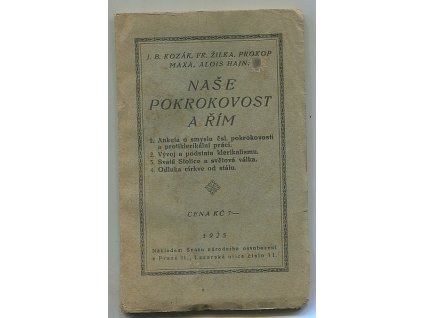 J. B. KOZÁK, FR. ŽILKA, PROKOP
MAXA, ALOIS HAJN:
NAŠE
POKROKOVOST
A ŘÍM
1. Anketa o smyslu čsl. pokrokovosti
a protiklerikální práci.
2. Vývoj a podstata klerikalismu.
3. Svatá Stolice a světová válka.
4. Odluka církve od státu.
CENA KČ 7—
1925
Nákladem Svazu národního osvobození
v Praze II., Lazarská ulice číslo 11.